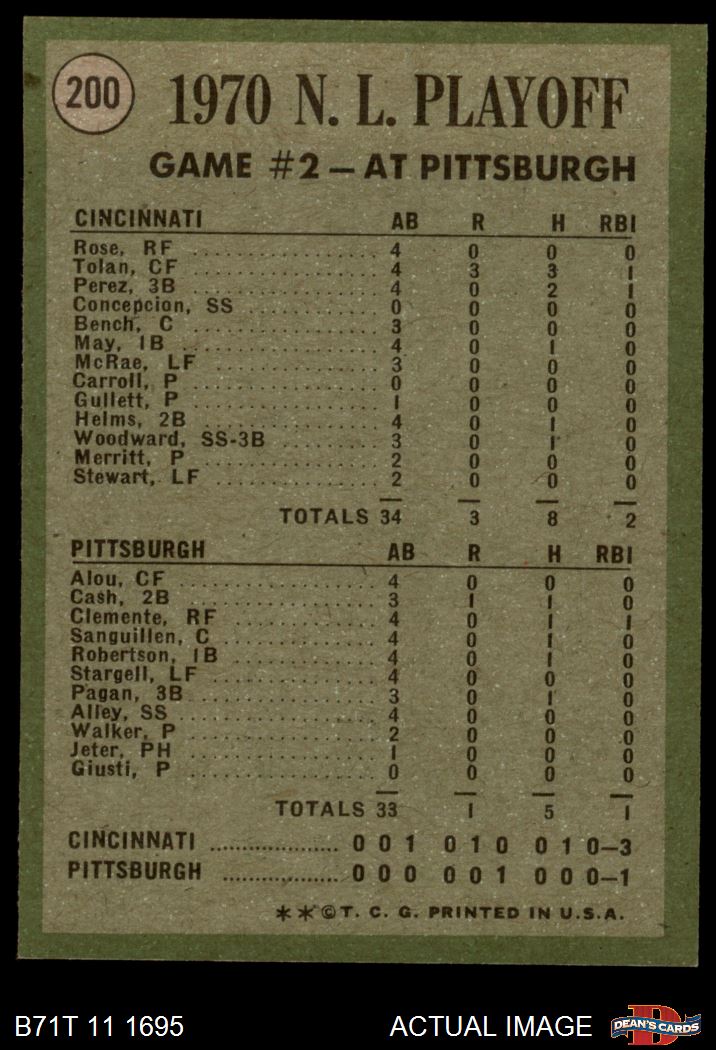 200
1970 N. L. PLAYOFF
GAME #2 – AT PITTSBURGH
CINCINNATI AB R H RBI
Rose, RF .................. 4 0 0 0
Tolan, CF .................. 4 3 3 1
Perez, 3B .................. 4 0 2 1
Concepcion, SS .............. 0 0 0 0
Bench, C .................. 3 0 0 0
May, 1B .................. 4 0 1 0
McRae, LF .................. 3 0 0 0
Carroll, P .................. 0 0 0 0
Gullett, P .................. 1 0 0 0
Helms, 2B .................. 4 0 1 0
Woodward, SS-3B .......... 3 0 1 0
Merritt, P .................. 2 0 0 0
Stewart, LF .................. 2 0 0 0
TOTALS 34 3 8 2
PITTSBURGH AB R H RBI
Alou, CF .................. 4 0 0 0
Cash, 2B .................. 3 1 1 0
Clemente, RF .............. 4 0 1 1
Sanguillen, C .............. 4 0 1 0
Robertson, 1B .............. 4 0 1 0
Stargell, LF .................. 4 0 0 0
Pagan, 3B .................. 3 0 1 0
Alley, SS .................. 4 0 0 0
Walker, P .................. 2 0 0 0
Jeter, PH .................. 1 0 0 0
Giusti, P .................. 0 0 0 0
TOTALS 33 1 5 1
CINCINNATI .................. 0 0 1 0 1 0 0 1 0–3
PITTSBURGH .................. 0 0 0 0 0 1 0 0 0–1
**©T. C. G. PRINTED IN U.S.A.
B71T 11 1695 ACTUAL IMAGE DEAN'S CARDS